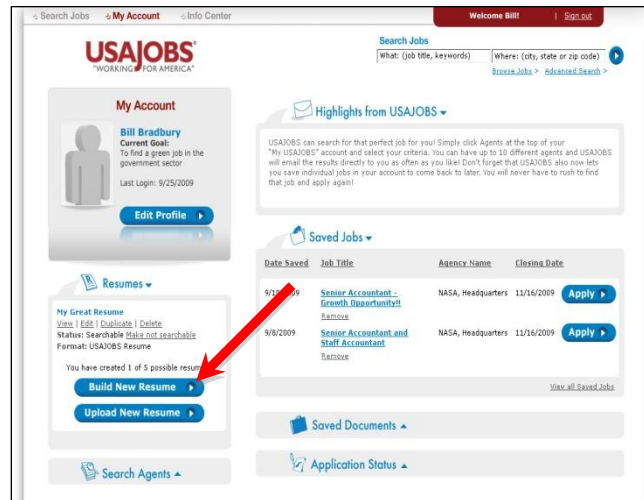 Search Jobs My Account Info Center Welcome Bill! | Sign out
USAJOBS
"WORKING FOR AMERICA"
Search Jobs
What: (job title, keywords) Where: (city, state or zip code)
Browse Jobs > Advanced Search >
My Account
Bill Bradbury
Current Goal:
To find a green job in the
government sector
Last Login: 9/25/2009
Edit Profile
Resumes
My Great Resume
View | Edit | Duplicate | Delete
Status: Searchable Make not searchable
Format: USAJOBS Resume
You have created 1 of 5 possible
Build New Resume
Upload New Resume
Search Agents
Highlights from USAJOBS
USAJOBS can search for that perfect job for you! Simply click Agents at the top of your
"My USAJOBS" account and select your criteria. You can have up to 10 different agents and USAJOBS
will email the results directly to you as often as you like! Don't forget that USAJOBS also now lets
you save individual jobs in your account to come back to later. You will never have to rush to find
that job and apply again!
Saved Jobs
Date Saved Job Title Agency Name Closing Date
Senior Accountant - NASA, Headquarters 11/16/2009 Apply
Growth Opportunity!!
Remove
9/8/2009 Senior Accountant and NASA, Headquarters 11/16/2009 Apply
Staff Accountant
Remove
View all Saved Jobs
Saved Documents
Application Status